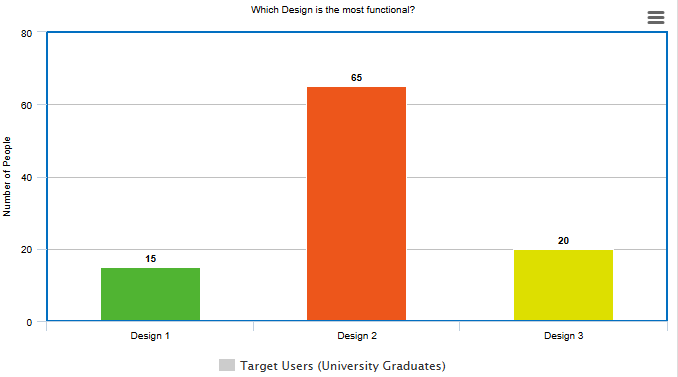 Which Design is the most functional?
80
65
60
Number of People
40
20
20
15
0
Design 1
Design 2
Design 3
Target Users (University Graduates)